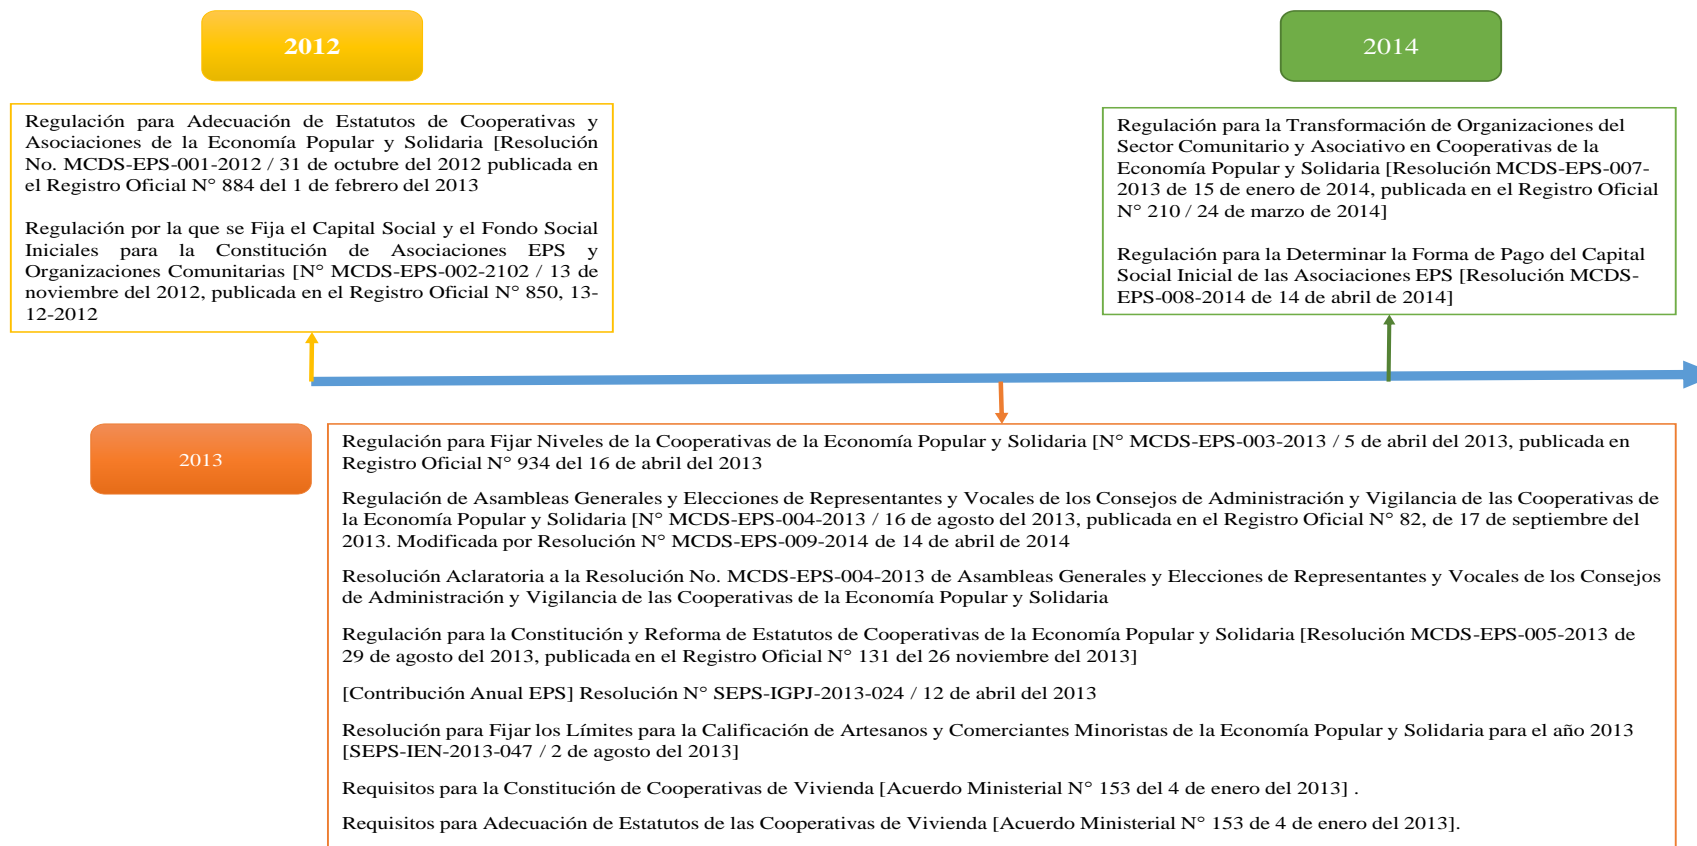 2012
Regulación para Adecuación de Estatutos de Cooperativas y
Asociaciones de la Economía Popular y Solidaria [Resolución
No. MCDS-EPS-001-2012 / 31 de octubre del 2012 publicada en
el Registro Oficial N° 884 del 1 de febrero del 2013
Regulación por la que se Fija el Capital Social y el Fondo Social
Iniciales para la Constitución de Asociaciones EPS y
Organizaciones Comunitarias [N° MCDS-EPS-002-2102 / 13 de
noviembre del 2012, publicada en el Registro Oficial N° 850, 13-
12-2012
2014
Regulación para la Transformación de Organizaciones del
Sector Comunitario y Asociativo en Cooperativas de la
Economía Popular y Solidaria [Resolución MCDS-EPS-007-
2013 de 15 de enero de 2014, publicada en el Registro Oficial
N° 210 / 24 de marzo de 2014]
Regulación para la Determinar la Forma de Pago del Capital
Social Inicial de las Asociaciones EPS [Resolución MCDS-
EPS-008-2014 de 14 de abril de 2014]
2013
Regulación para Fijar Niveles de la Cooperativas de la Economía Popular y Solidaria [N° MCDS-EPS-003-2013 / 5 de abril del 2013, publicada en
Registro Oficial N° 934 del 16 de abril del 2013
Regulación de Asambleas Generales y Elecciones de Representantes y Vocales de los Consejos de Administración y Vigilancia de las Cooperativas de
la Economía Popular y Solidaria [N° MCDS-EPS-004-2013 / 16 de agosto del 2013, publicada en el Registro Oficial N° 82, de 17 de septiembre del
2013. Modificada por Resolución N° MCDS-EPS-009-2014 de 14 de abril de 2014
Resolución Aclaratoria a la Resolución No. MCDS-EPS-004-2013 de Asambleas Generales y Elecciones de Representantes y Vocales de los Consejos
de Administración y Vigilancia de las Cooperativas de la Economía Popular y Solidaria
Regulación para la Constitución y Reforma de Estatutos de Cooperativas de la Economía Popular y Solidaria [Resolución MCDS-EPS-005-2013 de
29 de agosto del 2013, publicada en el Registro Oficial N° 131 del 26 noviembre del 2013]
[Contribución Anual EPS] Resolución N° SEPS-IGPJ-2013-024 / 12 de abril del 2013
Resolución para Fijar los Límites para la Calificación de Artesanos y Comerciantes Minoristas de la Economía Popular y Solidaria para el año 2013
[SEPS-IEN-2013-047 / 2 de agosto del 2013]
Requisitos para la Constitución de Cooperativas de Vivienda [Acuerdo Ministerial N° 153 del 4 de enero del 2013] .
Requisitos para Adecuación de Estatutos de las Cooperativas de Vivienda [Acuerdo Ministerial N° 153 de 4 de enero del 2013].